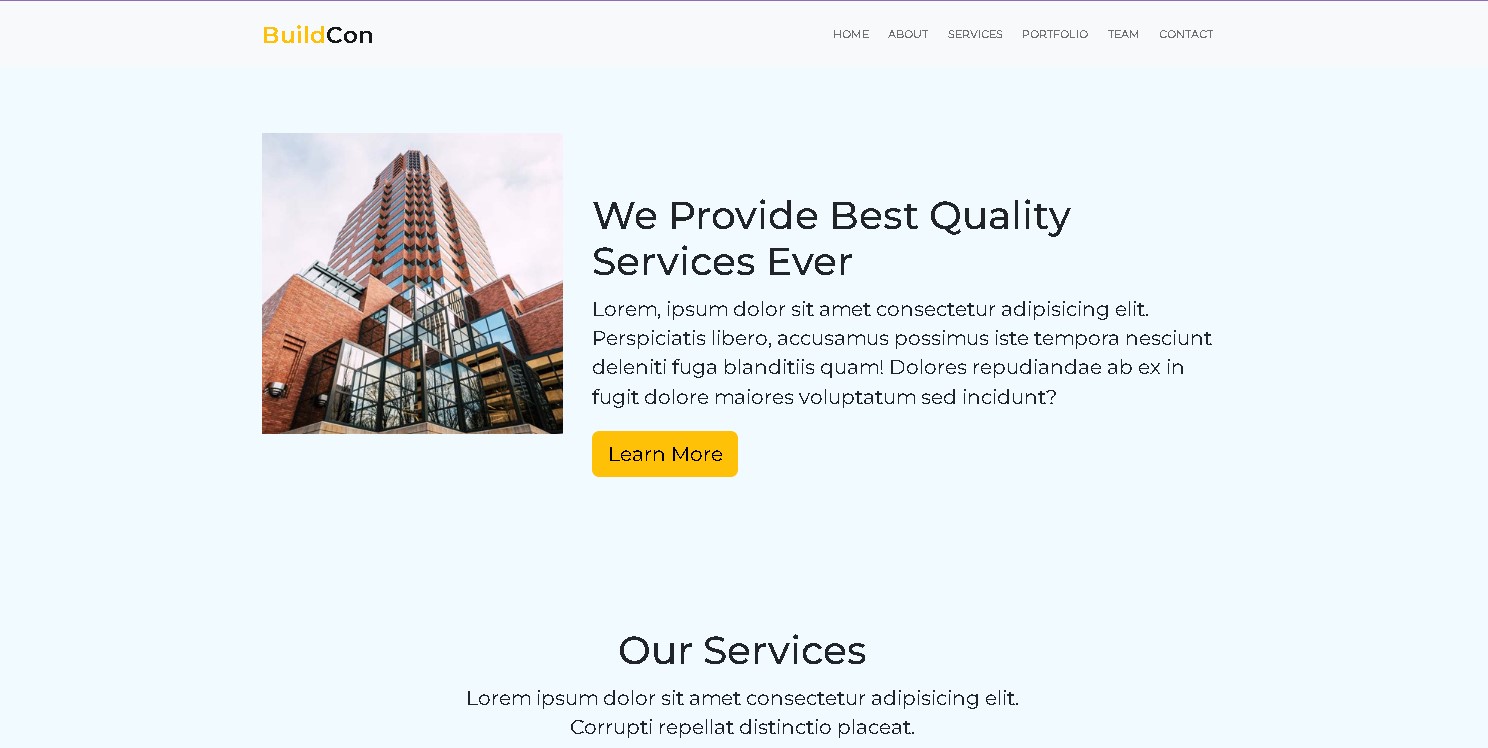 BuildCon
HOME ABOUT SERVICES PORTFOLIO TEAM CONTACT
We Provide Best Quality
Services Ever
Lorem, ipsum dolor sit amet consectetur adipisicing elit.
Perspiciatis libero, accusamus possimus iste tempora nesciunt
deleniti fuga blanditiis quam! Dolores repudiandae ab ex in
fugit dolore maiores voluptatum sed incidunt?
Learn More
Our Services
Lorem ipsum dolor sit amet consectetur adipisicing elit.
Corrupti repellat distinctio placeat.